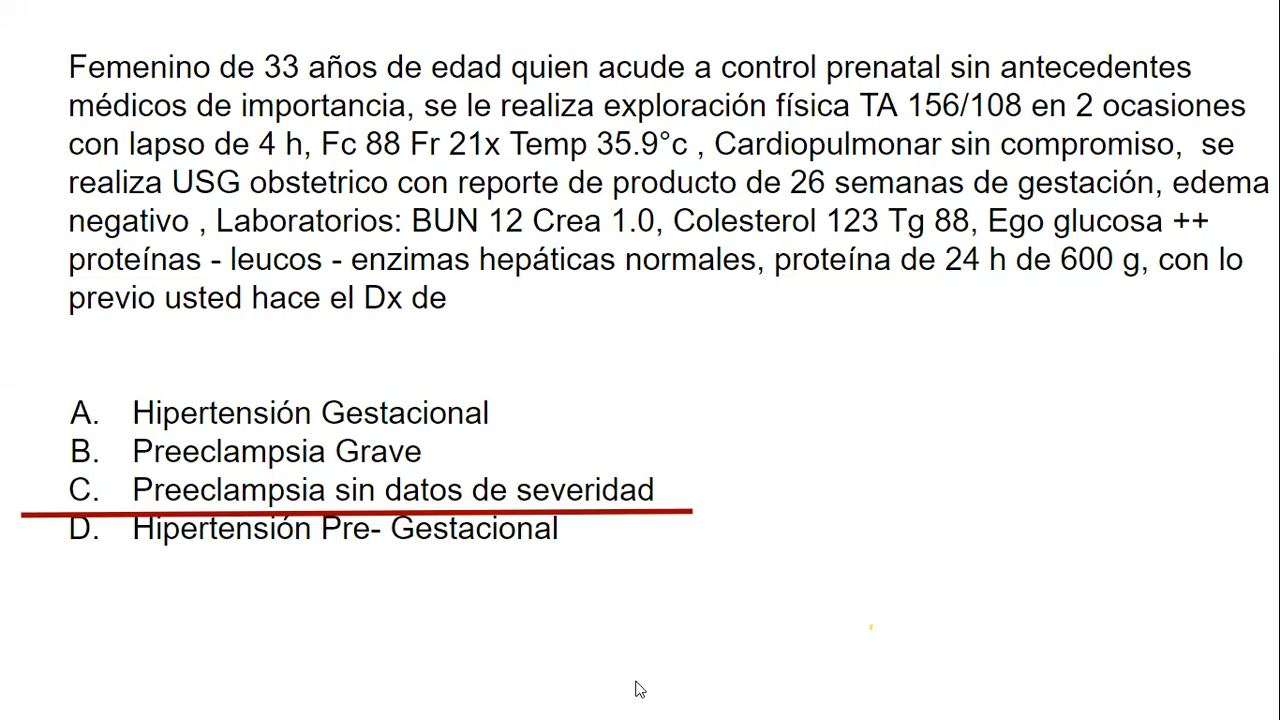 Femenino de 33 años de edad quien acude a control prenatal sin antecedentes
médicos de importancia, se le realiza exploración física TA 156/108 en 2 ocasiones
con lapso de 4 h, Fc 88 Fr 21x Temp 35.9°c , Cardiopulmonar sin compromiso,  se
realiza USG obstetrico con reporte de producto de 26 semanas de gestación, edema
negativo , Laboratorios: BUN 12 Crea 1.0, Colesterol 123 Tg 88, Ego glucosa ++
proteínas - leucos - enzimas hepáticas normales, proteína de 24 h de 600 g, con lo
previo usted hace el Dx de
A. Hipertensión Gestacional
B. Preeclampsia Grave
C. Preeclampsia sin datos de severidad
D. Hipertensión Pre- Gestacional